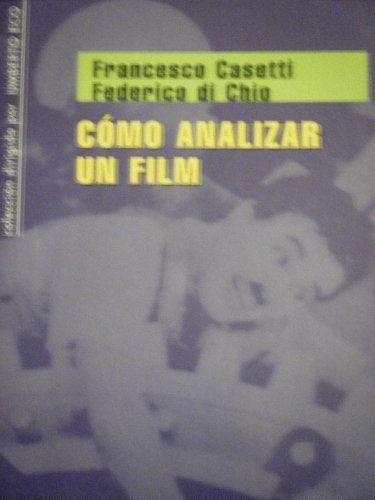 Francesco Casetti
Federico di Chio
CÓMO ANALIZAR
UN FILM
colección dirigida por UMBERTO ECO